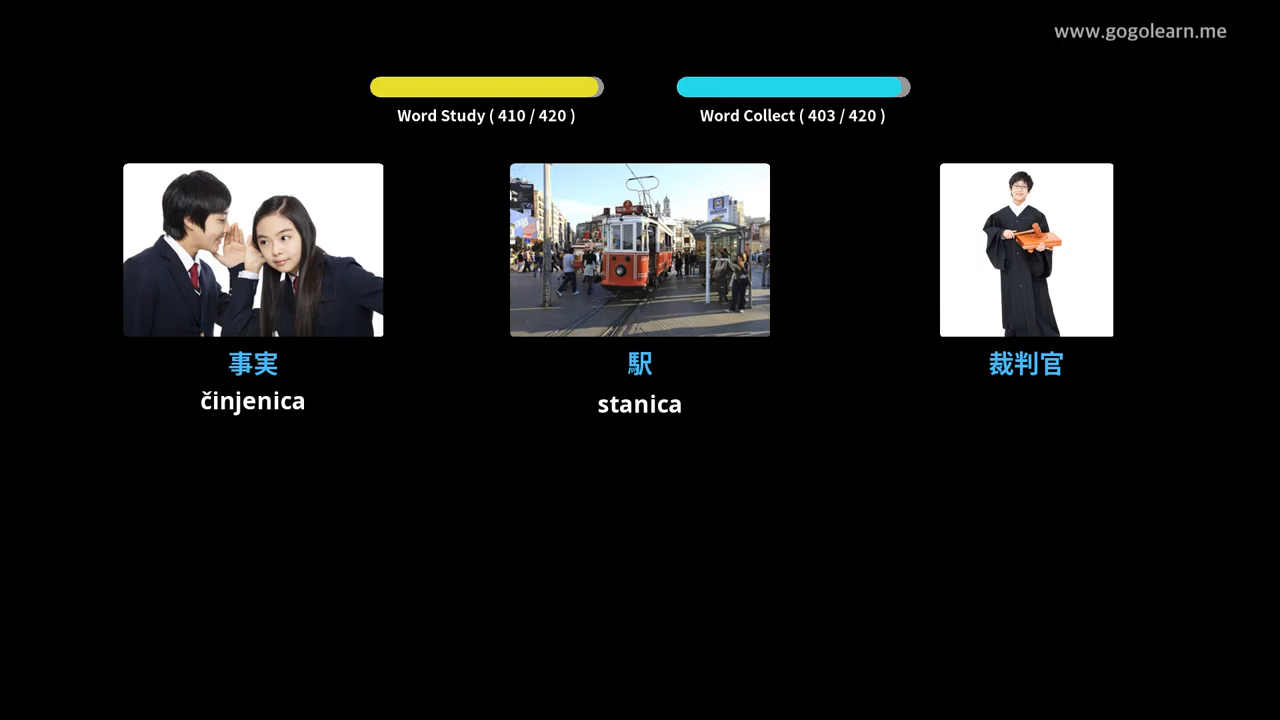 www.gogolearn.me
Word Study ( 410 / 420 )
Word Collect ( 403 / 420 )
事実
činjenica
駅
stanica
裁判官